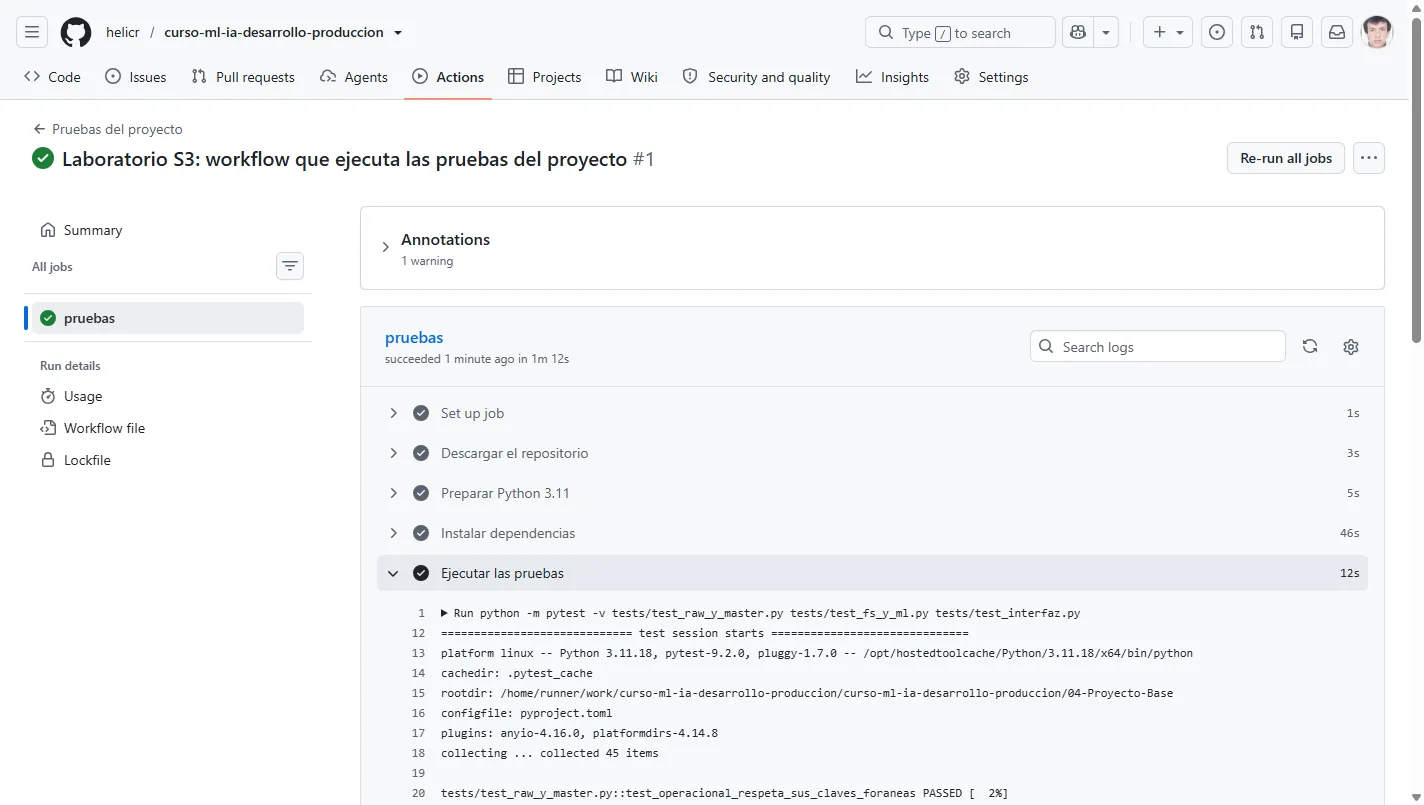 helicr / curso-ml-ia-desarrollo-produccion
Type / to search
Code
Issues
Pull requests
Agents
Actions
Projects
Wiki
Security and quality
Insights
Settings
Pruebas del proyecto
Laboratorio S3: workflow que ejecuta las pruebas del proyecto #1
Re-run all jobs
Summary
All jobs
pruebas
Run details
Usage
Workflow file
Lockfile
Annotations
1 warning
pruebas
succeeded 1 minute ago in 1m 12s
Search logs
Set up job 1s
Descargar el repositorio 3s
Preparar Python 3.11 5s
Instalar dependencias 46s
Ejecutar las pruebas 12s
1 Run python -m pytest -v tests/test_raw_y_master.py tests/test_fs_y_ml.py tests/test_interfaz.py
12 ============================= test session starts ==============================
13 platform linux -- Python 3.11.18, pytest-9.2.0, pluggy-1.7.0 -- /opt/hostedtoolcache/Python/3.11.18/x64/bin/python
14 cachedir: .pytest_cache
15 rootdir: /home/runner/work/curso-ml-ia-desarrollo-produccion/curso-ml-ia-desarrollo-produccion/04-Proyecto-Base
16 configfile: pyproject.toml
17 plugins: anyio-4.16.0, platformdirs-4.14.8
18 collecting ... collected 45 items
19
20 tests/test_raw_y_master.py::test_operacional_respeta_sus_claves_foraneas PASSED [  2%]